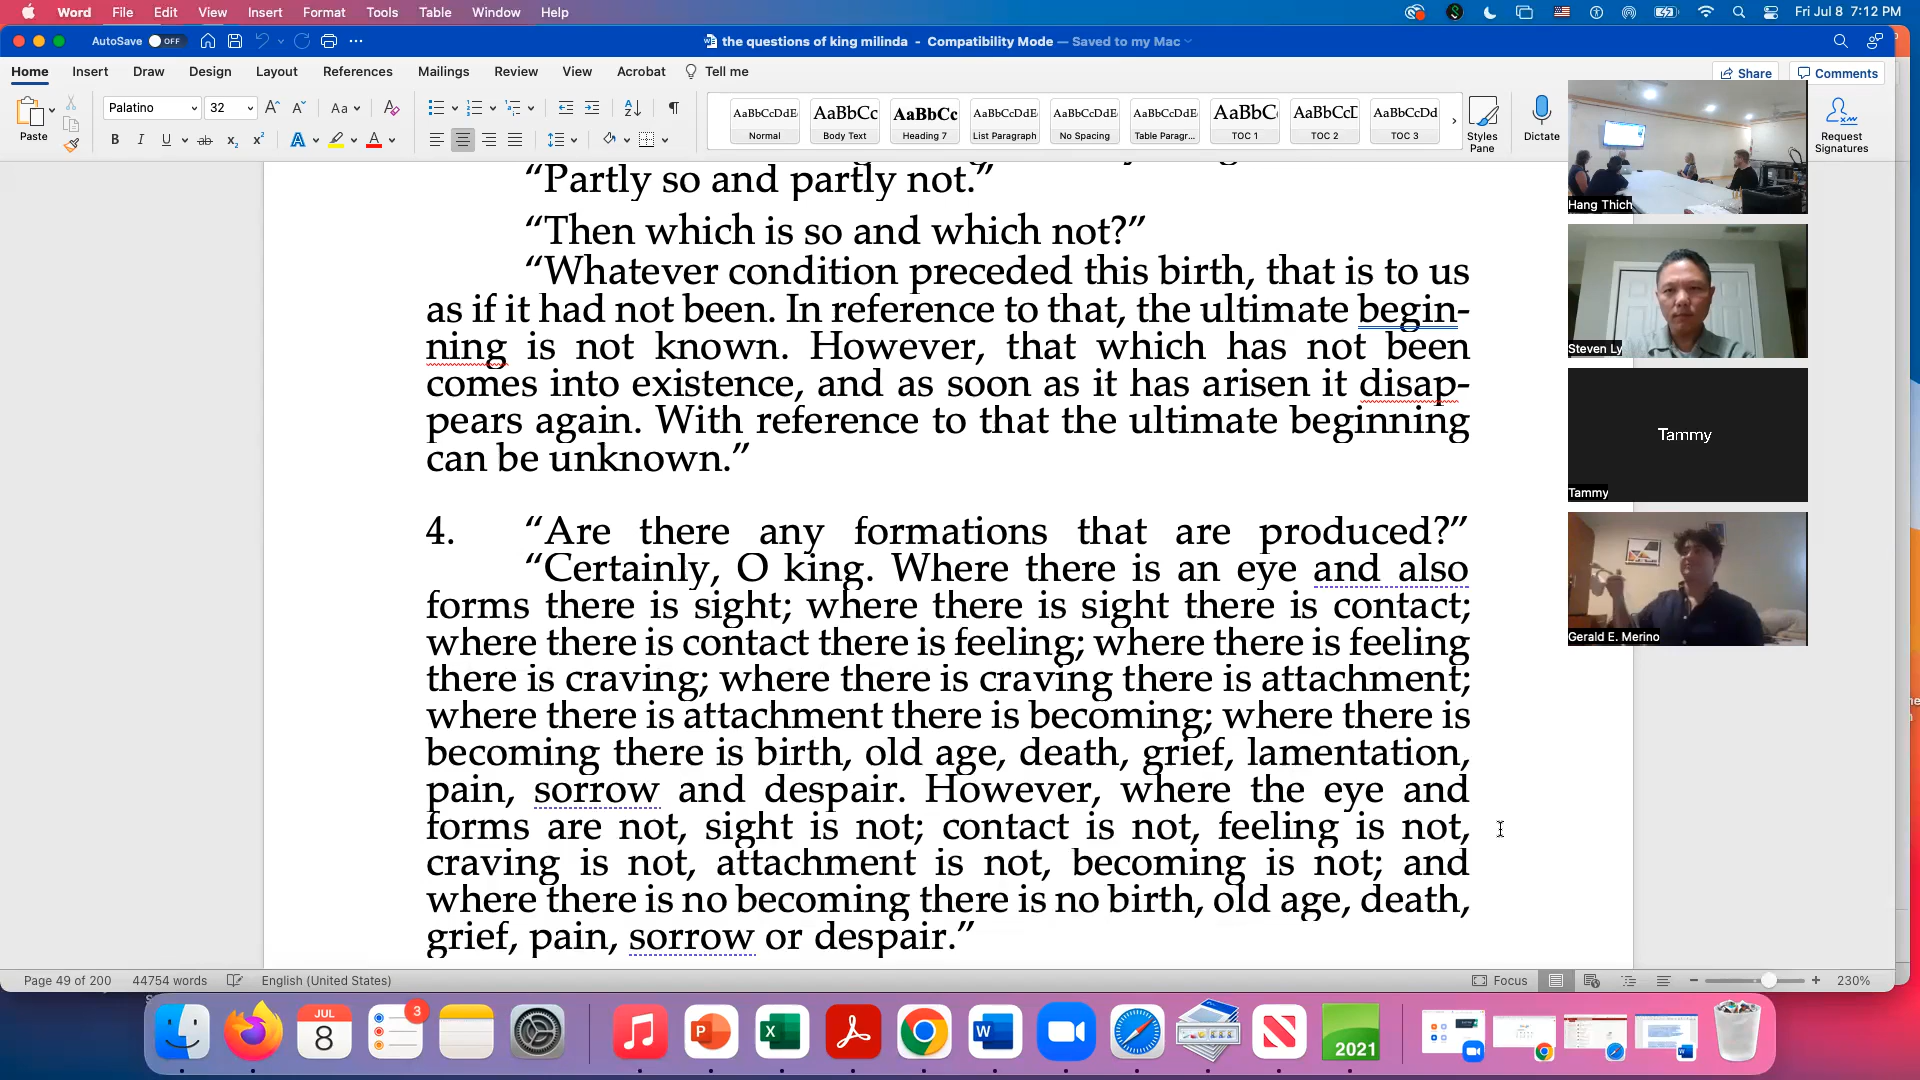 Word File Edit View Insert Format Tools Table Window Help Fri Jul 8 7:12 PM
AutoSave OFF the questions of king milinda - Compatibility Mode — Saved to my Mac
Home Insert Draw Design Layout References Mailings Review View Acrobat Tell me Share Comments
Paste Palatino 32 Aa
B I U ab x₂ x² A A
AaBbCcDdE AaBbCc AaBbCc AaBbCcDdE AaBbCcDdE AaBbCcDdE AaBbC AaBbCcD AaBbCcDd
Normal Body Text Heading 7 List Paragraph No Spacing Table Paragr... TOC 1 TOC 2 TOC 3
Styles Pane
Dictate
Request Signatures
“Partly so and partly not.”
“Then which is so and which not?”
“Whatever condition preceded this birth, that is to us
as if it had not been. In reference to that, the ultimate begin-
ning is not known. However, that which has not been
comes into existence, and as soon as it has arisen it disap-
pears again. With reference to that the ultimate beginning
can be unknown.”
4. “Are there any formations that are produced?”
“Certainly, O king. Where there is an eye and also
forms there is sight; where there is sight there is contact;
where there is contact there is feeling; where there is feeling
there is craving; where there is craving there is attachment;
where there is attachment there is becoming; where there is
becoming there is birth, old age, death, grief, lamentation,
pain, sorrow and despair. However, where the eye and
forms are not, sight is not; contact is not, feeling is not,
craving is not, attachment is not, becoming is not; and
where there is no becoming there is no birth, old age, death,
grief, pain, sorrow or despair.”
Hang Thich
Steven Ly
Tammy
Tammy
Gerald E. Merino
Page 49 of 200 44754 words English (United States) Focus 230%
JUL
8
3
2021